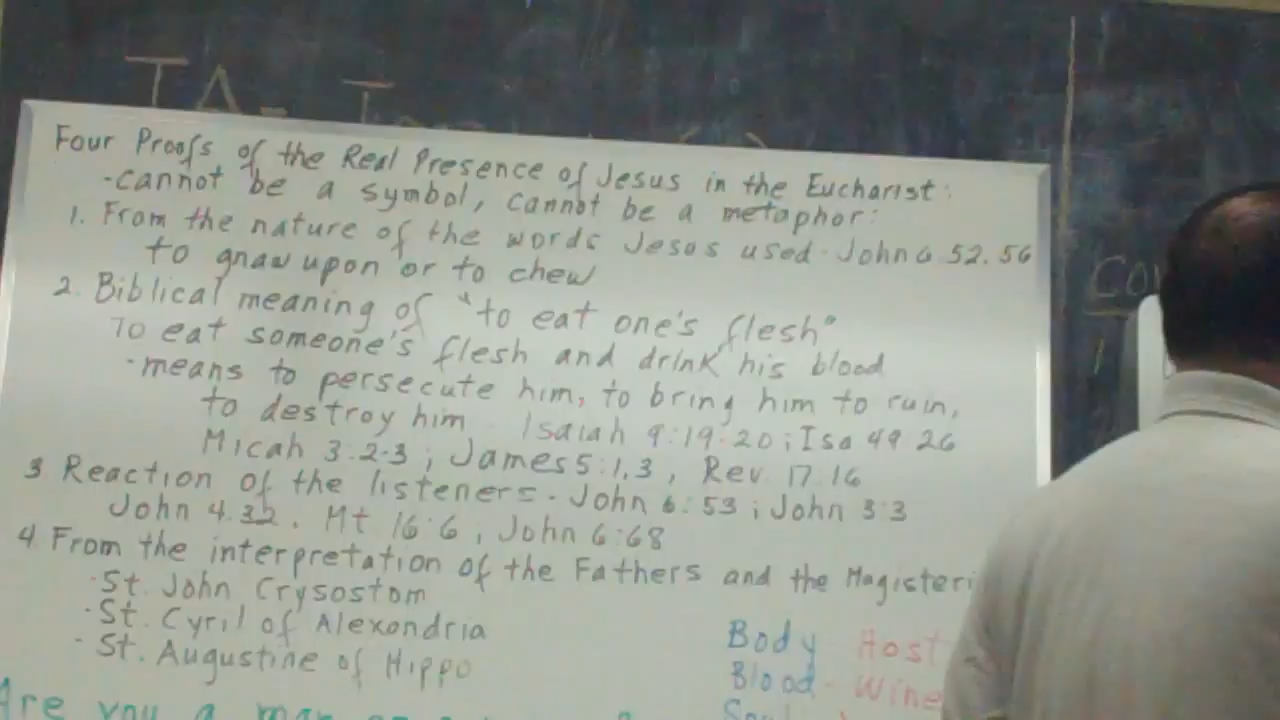 TA-T
Four Proofs of the Real Presence of Jesus in the Eucharist:
-cannot be a symbol, cannot be a metaphor:
1. From the nature of the words Jesus used. John 6.52.56
to gnaw upon or to chew
2. Biblical meaning of "to eat one's flesh"
To eat someone's flesh and drink his blood
-means to persecute him, to bring him to ruin,
to destroy him. Isaiah 9:19-20; Isa 49 26
Micah 3:2-3; James 5:1,3, Rev. 17.16
3 Reaction of the listeners. John 6:53; John 3:3
John 4.32. Mt 16:6, John 6:68
4 From the interpretation of the Fathers and the Magisteri
·St. John Crysostom
·St. Cyril of Alexandria
·St. Augustine of Hippo
Body Host
Blood - Wine
Soul
Are you a man